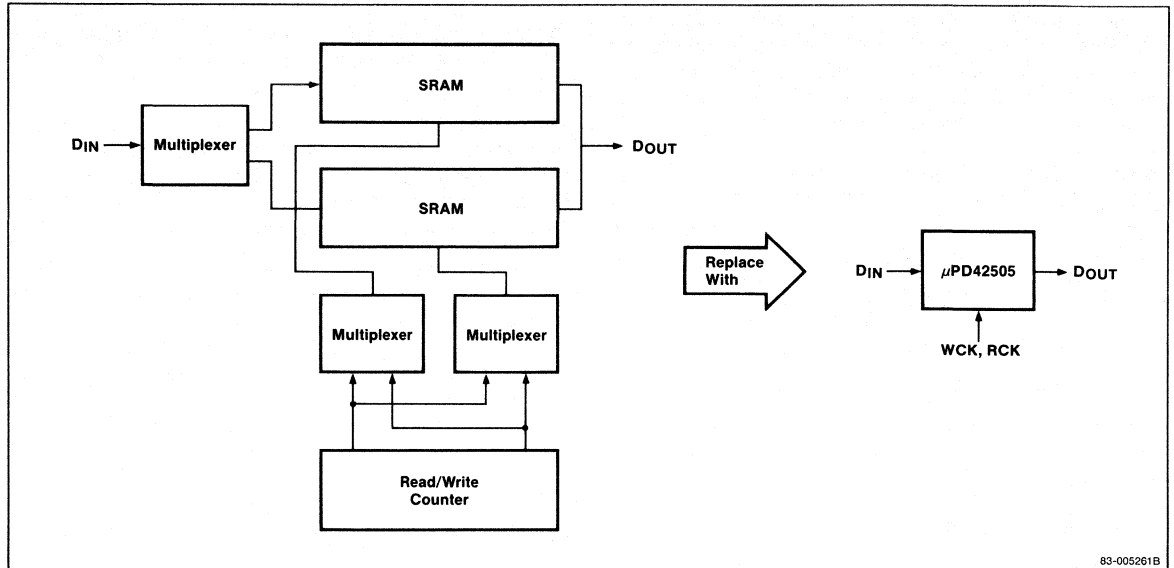 SRAM
DIN
Multiplexer
DOUT
SRAM
Replace
With
DIN
μPD42505
DOUT
Multiplexer
Multiplexer
WCK, RCK
Read/Write
Counter
83-005261B